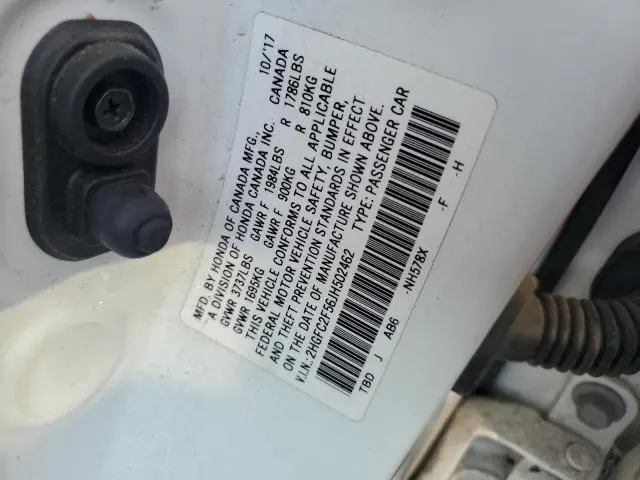 MFD. BY HONDA OF CANADA MFG., 10/17
A DIVISION OF HONDA CANADA INC. CANADA
GVWR 3737LBS GAWR F 1984LBS R 1786LBS
GVWR 1695KG GAWR F 900KG R 810KG
THIS VEHICLE CONFORMS TO ALL APPLICABLE
FEDERAL MOTOR VEHICLE SAFETY, BUMPER,
AND THEFT PREVENTION STANDARDS IN EFFECT
ON THE DATE OF MANUFACTURE SHOWN ABOVE.
V.I.N.: 2HGFC2F56JH502462 TYPE: PASSENGER CAR
TBD J AB6 -NH578X -F -H